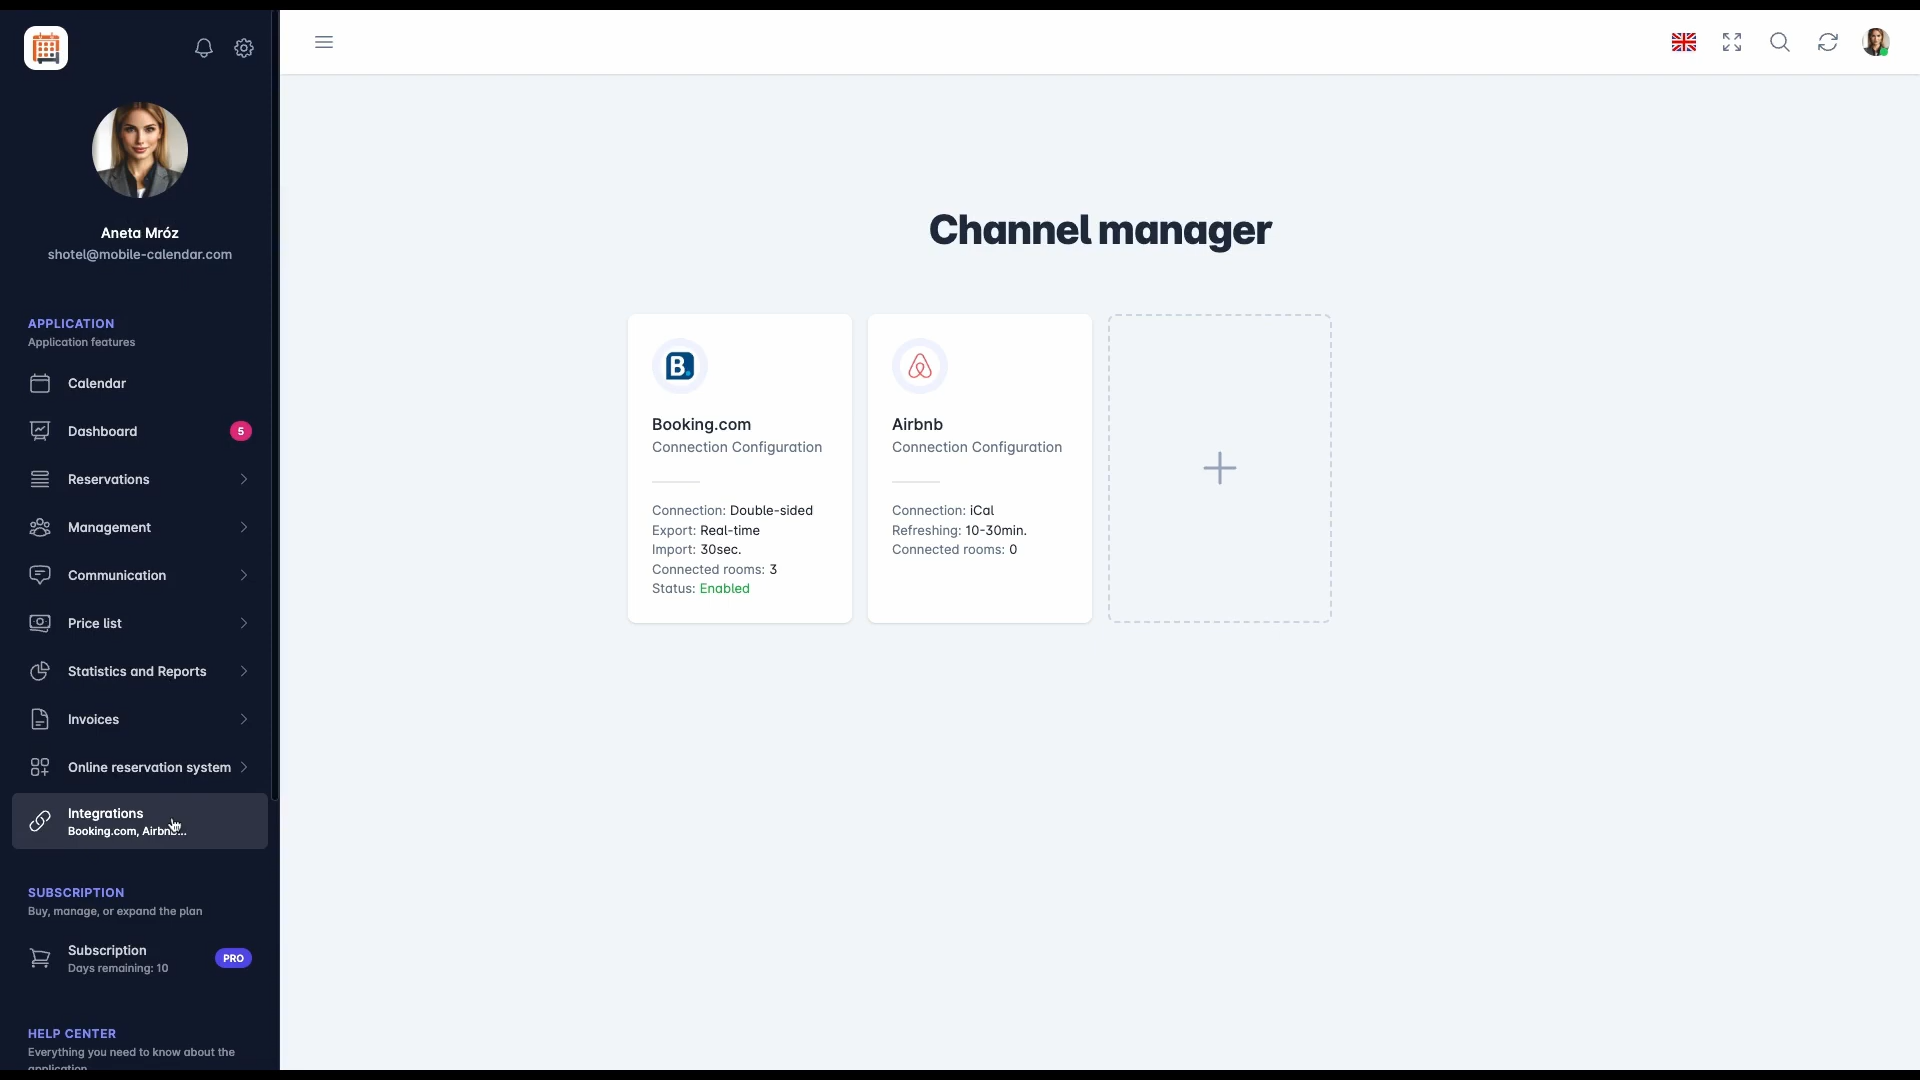 Aneta Mróz
shotel@mobile-calendar.com
APPLICATION
Application features
Calendar
Dashboard
5
Reservations
Management
Communication
Price list
Statistics and Reports
Invoices
Online reservation system
Integrations
Booking.com, Airbnb...
SUBSCRIPTION
Buy, manage, or expand the plan
Subscription
Days remaining: 10
PRO
HELP CENTER
Everything you need to know about the
application
Channel manager
B.
Booking.com
Connection Configuration
Connection: Double-sided
Export: Real-time
Import: 30sec.
Connected rooms: 3
Status: Enabled
Airbnb
Connection Configuration
Connection: iCal
Refreshing: 10-30min.
Connected rooms: 0